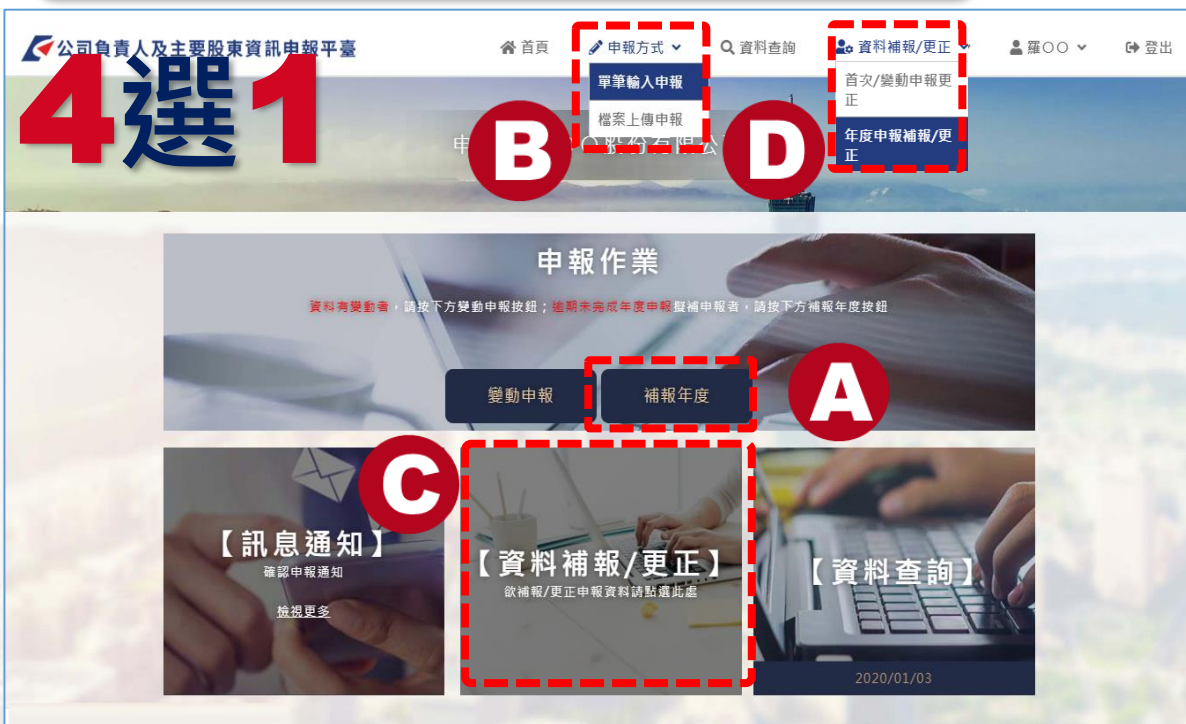 公司負責人及主要股東資訊申報平臺
首頁
申報方式
資料查詢
資料補報/更正
羅○○
登出
4選1
單筆輸入申報
檔案上傳申報
首次/變動申報更
正
年度申報補報/更
正
B
D
申
○股份有限公
申報作業
資料有變動者，請按下方變動申報按鈕；逾期未完成年度申報擬補申報者，請按下方補報年度按鈕
變動申報
補報年度
A
C
【訊息通知】
確認申報通知
檢視更多
【資料補報/更正】
欲補報/更正申報資料請點選此處
【資料查詢】
2020/01/03